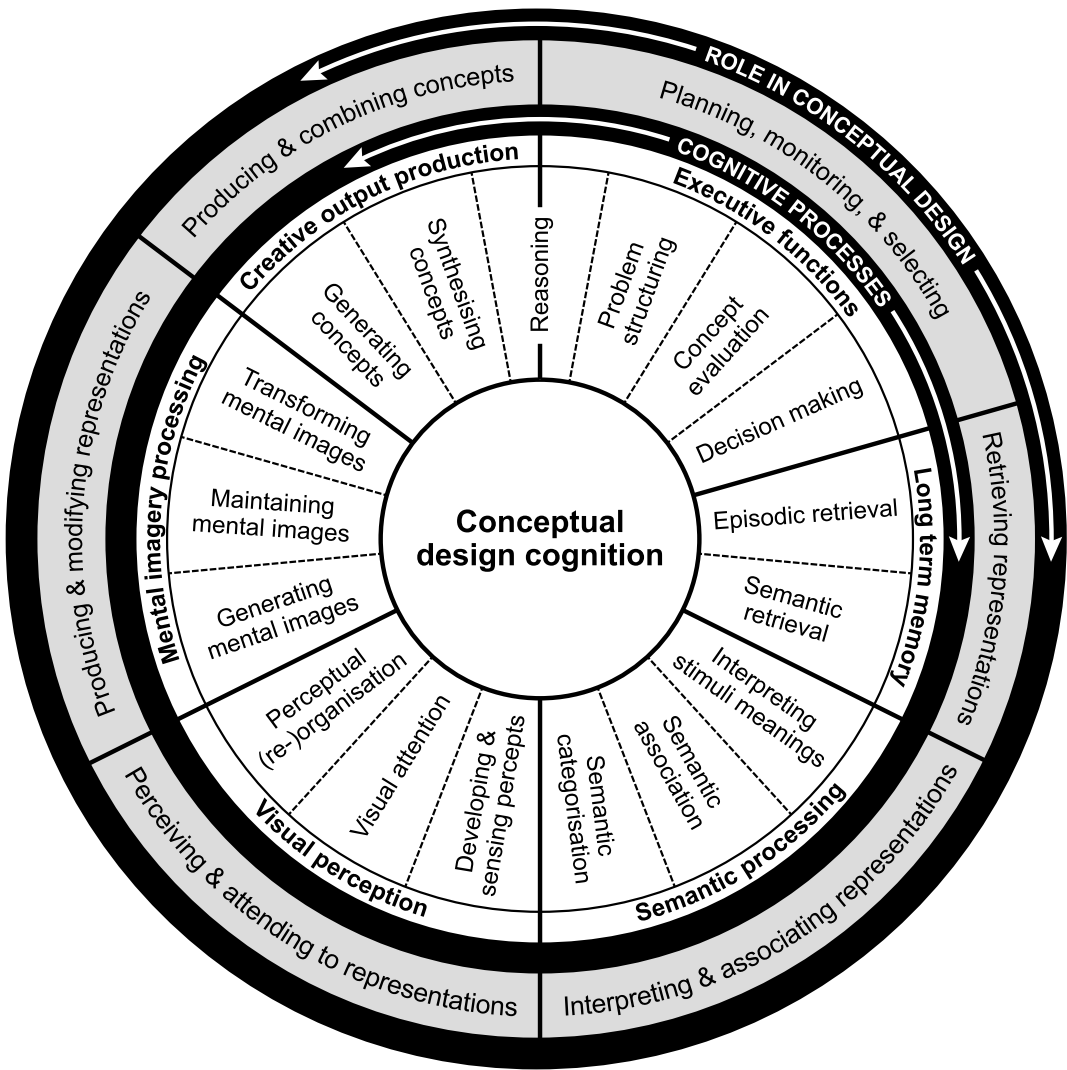 ROLE IN CONCEPTUAL DESIGN
Planning, monitoring, & selecting
Retrieving representations
Interpreting & associating representations
Perceiving & attending to representations
Producing & modifying representations
Producing & combining concepts
COGNITIVE PROCESSES
Executive functions
Reasoning
Problem
structuring
Concept
evaluation
Decision making
Long term memory
Episodic retrieval
Semantic
retrieval
Semantic processing
Interpreting
stimuli meanings
Semantic
association
Semantic
categorisation
Visual perception
Developing &
sensing percepts
Visual attention
Perceptual
(re-)organisation
Mental imagery processing
Generating
mental images
Maintaining
mental images
Transforming
mental images
Creative output production
Generating
concepts
Synthesising
concepts
Conceptual
design cognition